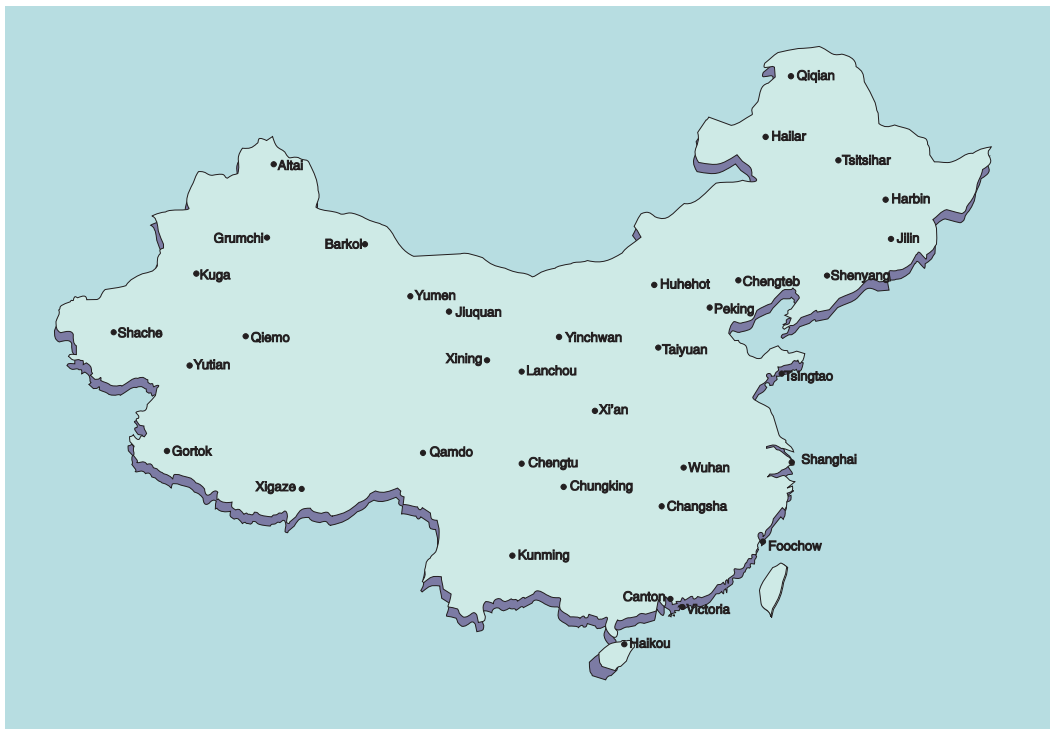 Qiqian
Hailar
Tsitsihar
Altai
Harbin
Grumchi
Barkol
Jilin
Kuga
Huhehot
Chengteb
Shenyang
Yumen
Jiuquan
Peking
Shache
Qiemo
Yinchwan
Taiyuan
Xining
Yutian
Lanchou
Tsingtao
Xi'an
Gortok
Qamdo
Chengtu
Wuhan
Shanghai
Xigaze
Chungking
Changsha
Foochow
Kunming
Canton
Victoria
Haikou